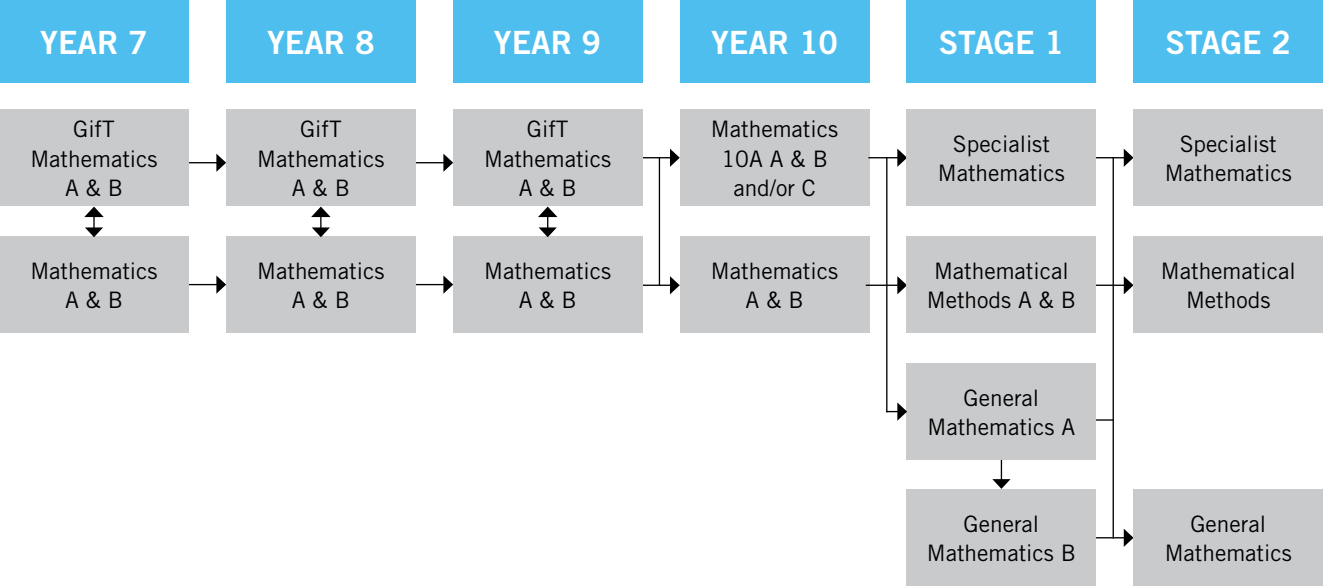 YEAR 7
YEAR 8
YEAR 9
YEAR 10
STAGE 1
STAGE 2
GifT
Mathematics
A & B
GifT
Mathematics
A & B
GifT
Mathematics
A & B
Mathematics
10A A & B
and/or C
Specialist
Mathematics
Specialist
Mathematics
Mathematics
A & B
Mathematics
A & B
Mathematics
A & B
Mathematics
A & B
Mathematical
Methods A & B
Mathematical
Methods
General
Mathematics A
General
Mathematics B
General
Mathematics